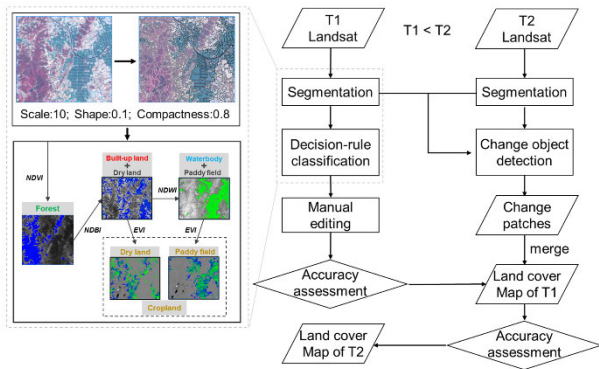 Scale:10; Shape:0.1; Compactness:0.8
NDVI
Forest
NDBI
Built-up land
+
Dry land
NDWI
Waterbody
+
Paddy field
EVI
EVI
Dry land
Paddy field
Cropland
T1
Landsat
T1 < T2
T2
Landsat
Segmentation
Segmentation
Decision-rule
classification
Change object
detection
Manual
editing
Change
patches
merge
Accuracy
assessment
Land cover
Map of T1
Land cover
Map of T2
Accuracy
assessment